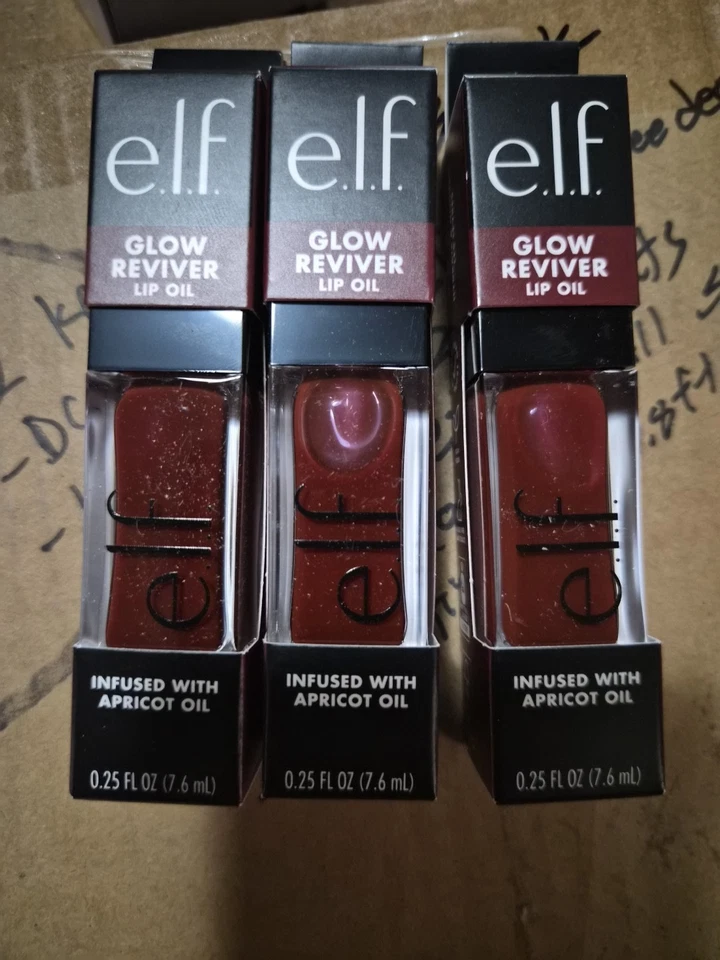 e.l.f.
GLOW
REVIVER
LIP OIL
e.l.f.
INFUSED WITH
APRICOT OIL
0.25 FL OZ (7.6 mL)
e.l.f.
GLOW
REVIVER
LIP OIL
e.l.f.
INFUSED WITH
APRICOT OIL
0.25 FL OZ (7.6 mL)
e.l.f.
GLOW
REVIVER
LIP OIL
e.l.f.
INFUSED WITH
APRICOT OIL
0.25 FL OZ (7.6 mL)